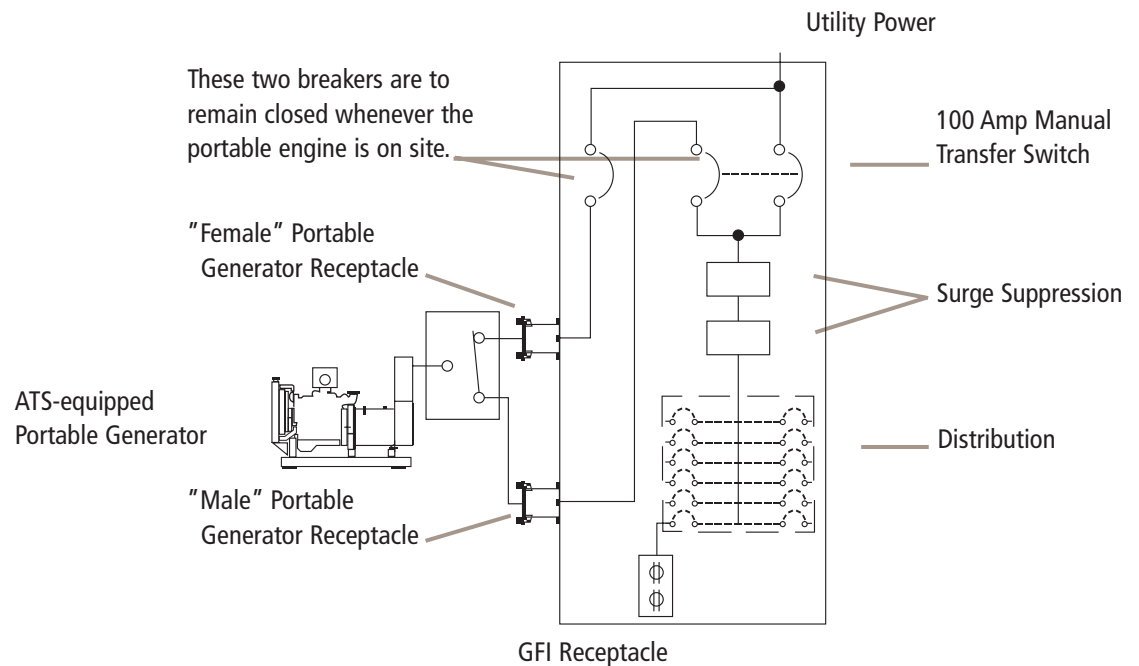 Utility Power
These two breakers are to
remain closed whenever the
portable engine is on site.
100 Amp Manual
Transfer Switch
"Female" Portable
Generator Receptacle
Surge Suppression
ATS-equipped
Portable Generator
Distribution
"Male" Portable
Generator Receptacle
GFI Receptacle